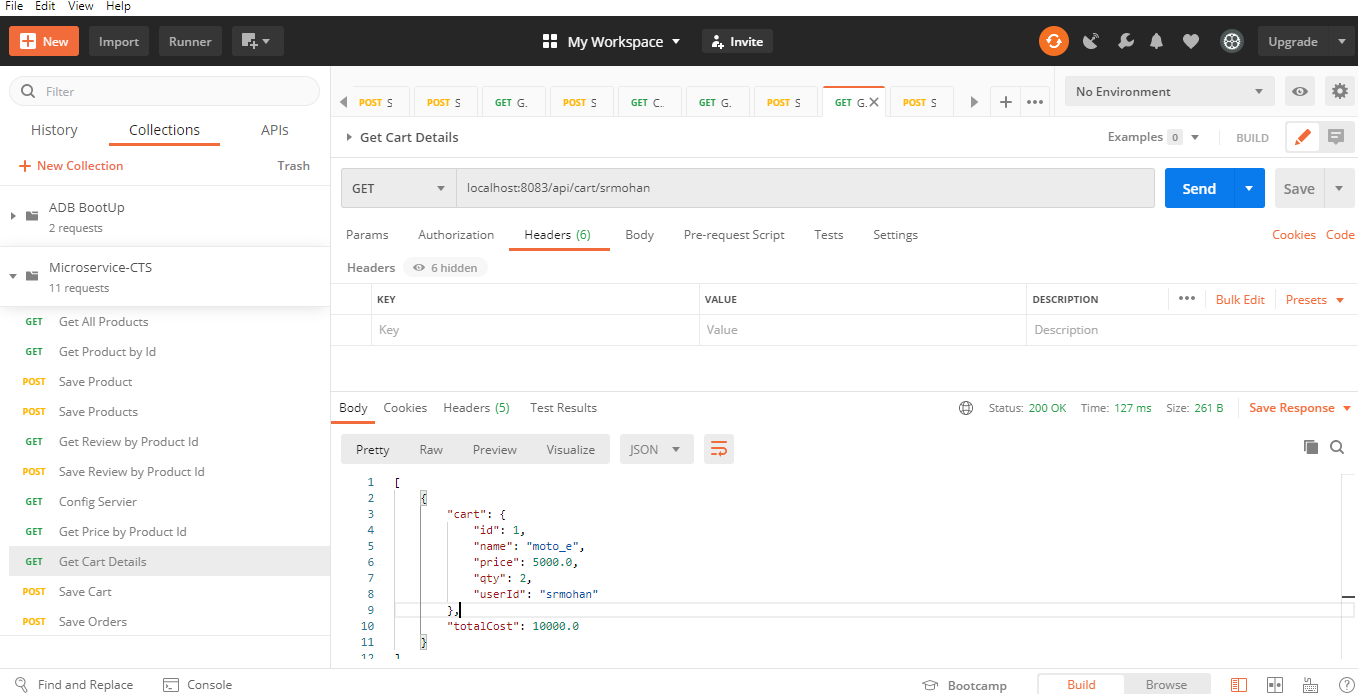 File Edit View Help
New Import Runner My Workspace Invite Upgrade
Filter
History Collections APIs
New Collection Trash
ADB BootUp
2 requests
Microservice-CTS
11 requests
GET Get All Products
GET Get Product by Id
POST Save Product
POST Save Products
GET Get Review by Product Id
POST Save Review by Product Id
GET Config Servier
GET Get Price by Product Id
GET Get Cart Details
POST Save Cart
POST Save Orders
POST S POST S GET G. POST S GET C. GET G. POST S GET G. POST S No Environment
Get Cart Details Examples 0 BUILD
GET localhost:8083/api/cart/srmohan Send Save
Params Authorization Headers (6) Body Pre-request Script Tests Settings Cookies Code
Headers 6 hidden
KEY VALUE DESCRIPTION Bulk Edit Presets
Key Value Description
Body Cookies Headers (5) Test Results Status: 200 OK Time: 127 ms Size: 261 B Save Response
Pretty Raw Preview Visualize JSON
1 [
2 {
3 "cart": {
4 "id": 1,
5 "name": "moto_e",
6 "price": 5000.0,
7 "qty": 2,
8 "userId": "srmohan"
9 },
10 "totalCost": 10000.0
11 }
12 ]
Find and Replace Console Bootcamp Build Browse